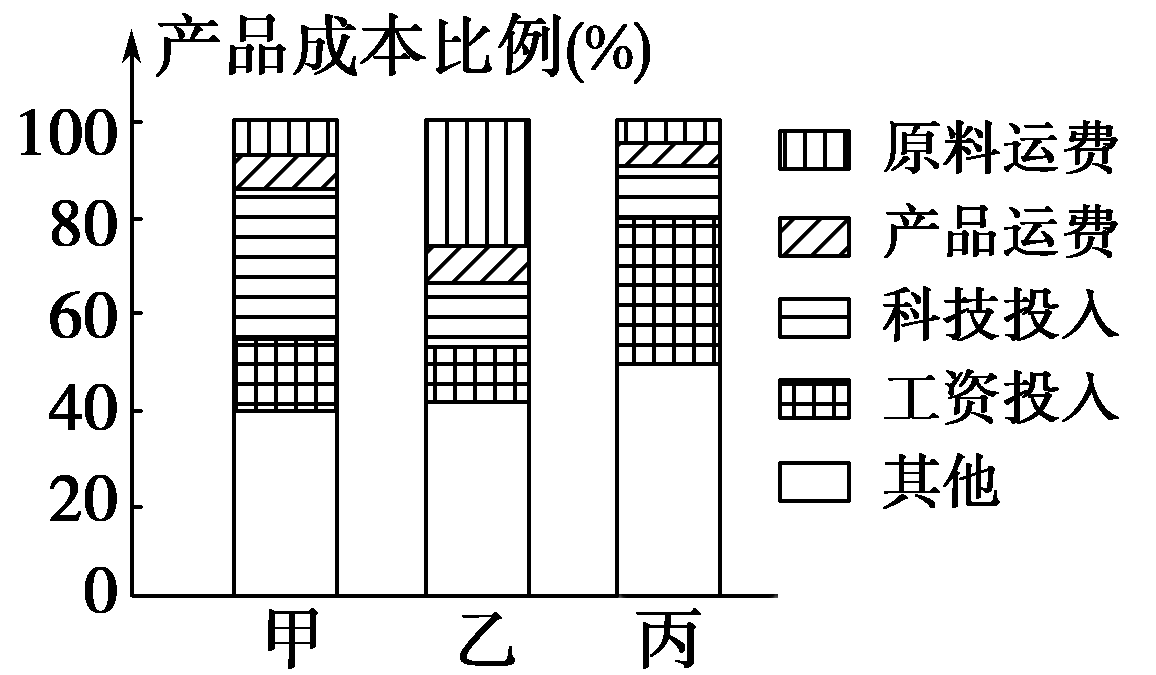 产品成本比例(%)
100
80
60
40
20
0
甲 乙 丙
原料运费
产品运费
科技投入
工资投入
其他